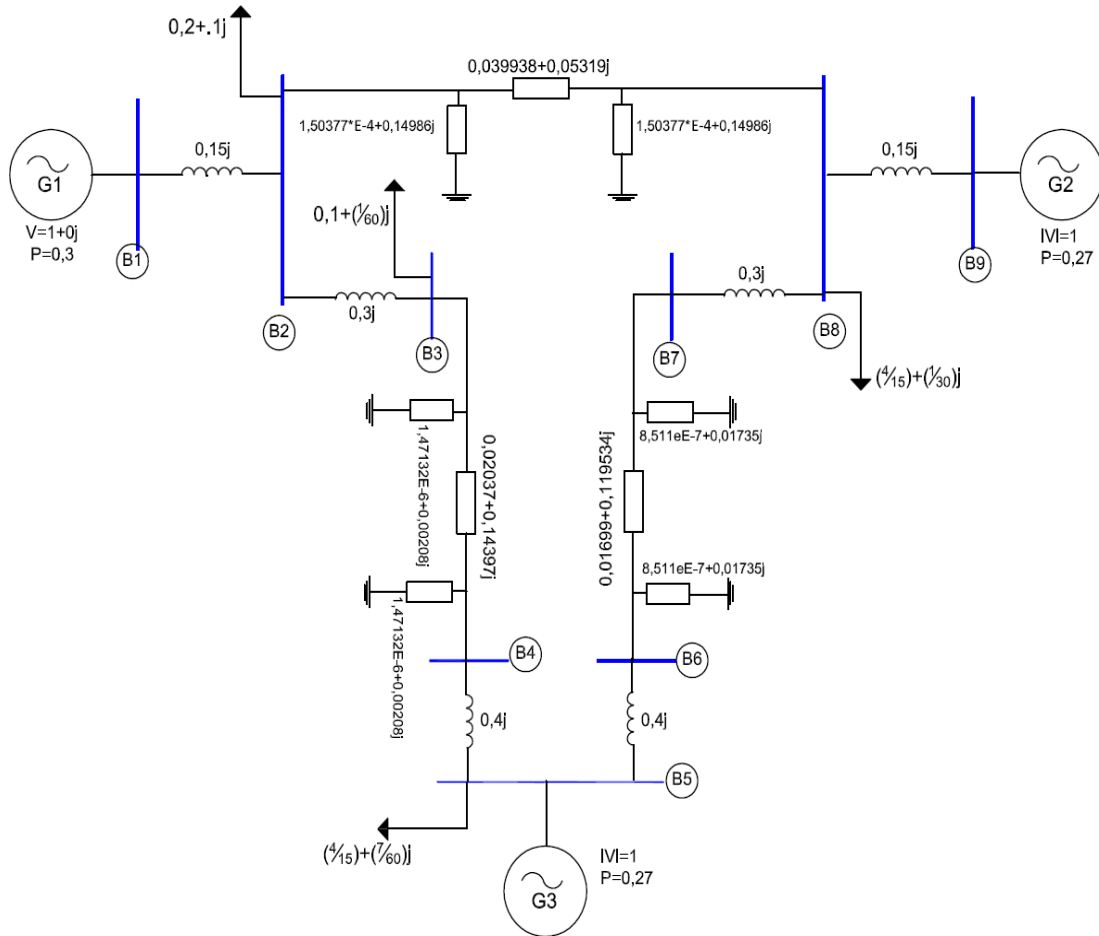 0,2+.1j
0,039938+0,05319j
1,50377*E-4+0,14986j
1,50377*E-4+0,14986j
0,15j
0,15j
G1
G2
V=1+0j
P=0,3
IVI=1
P=0,27
B1
B9
0,1+(1⁄60)j
0,3j
0,3j
B2
B3
B7
B8
(4⁄15)+(1⁄30)j
1,47132E-6+0,00208j
0,02037+0,14397j
0,01699+0,119534j
8,511eE-7+0,01735j
1,47132E-6+0,00208j
8,511eE-7+0,01735j
B4
B6
0,4j
0,4j
B5
(4⁄15)+(7⁄60)j
G3
IVI=1
P=0,27